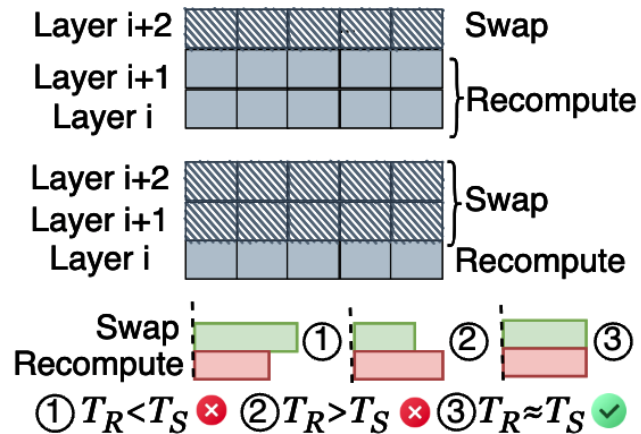 Layer i+2 ... Swap
Layer i+1
Layer i
Recompute
Layer i+2
Layer i+1
Swap
Layer i
Recompute
Swap ① ② ③
Recompute
① T_R<T_S ② T_R>T_S ③ T_R≈T_S